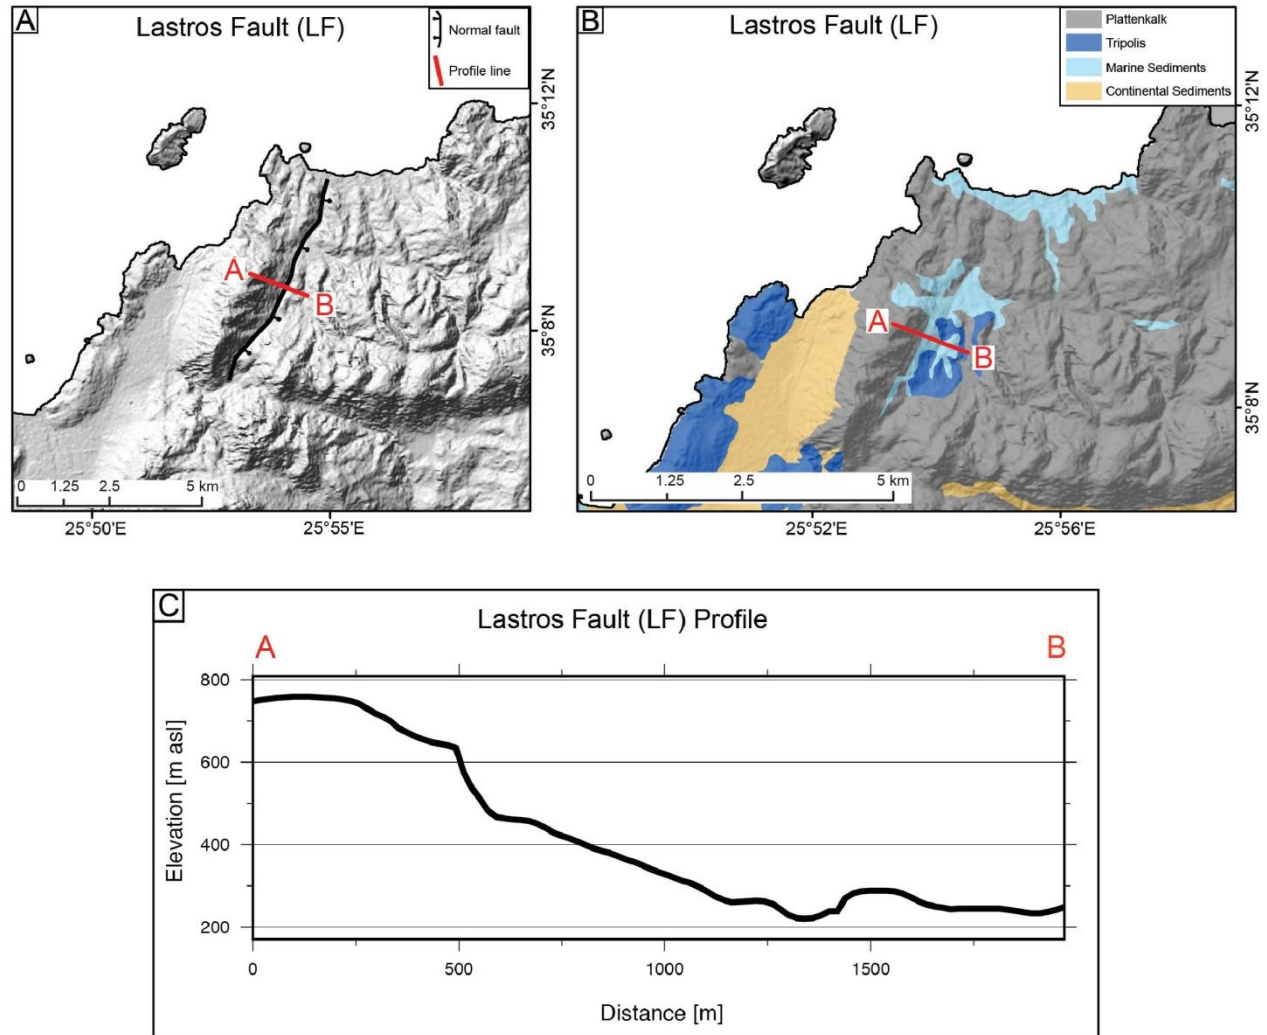 A
Lastros Fault (LF)
Normal fault
Profile line
35°12'N
35°8'N
A
B
0 1.25 2.5 5 km
25°50'E 25°55'E
B
Lastros Fault (LF)
Plattenkalk
Tripolis
Marine Sediments
Continental Sediments
35°12'N
35°8'N
A
B
0 1.25 2.5 5 km
25°52'E 25°56'E
C
Lastros Fault (LF) Profile
A B
Elevation [m asl]
800
600
400
200
0 500 1000 1500
Distance [m]